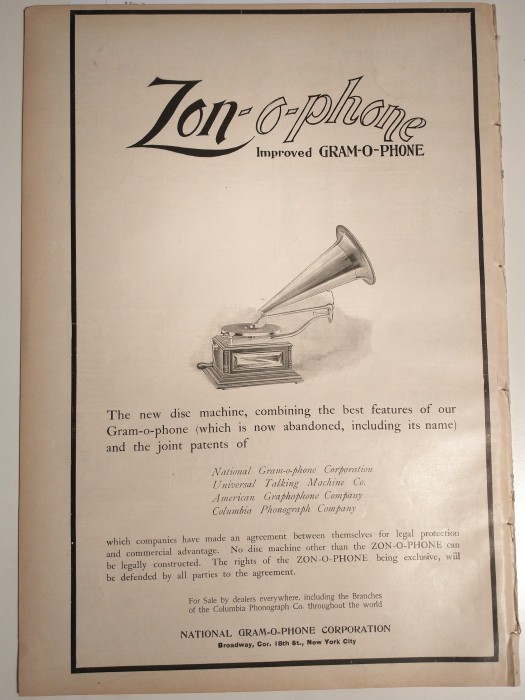 Zon-o-phone
Improved GRAM-O-PHONE
The new disc machine, combining the best features of our
Gram-o-phone (which is now abandoned, including its name)
and the joint patents of
National Gram-o-phone Corporation
Universal Talking Machine Co.
American Graphophone Company
Columbia Phonograph Company
which companies have made an agreement between themselves for legal protection
and commercial advantage. No disc machine other than the ZON-O-PHONE can
be legally constructed. The rights of the ZON-O-PHONE being exclusive, will
be defended by all parties to the agreement.
For Sale by dealers everywhere, including the Branches
of the Columbia Phonograph Co. throughout the world
NATIONAL GRAM-O-PHONE CORPORATION
Broadway, Cor. 18th St., New York City